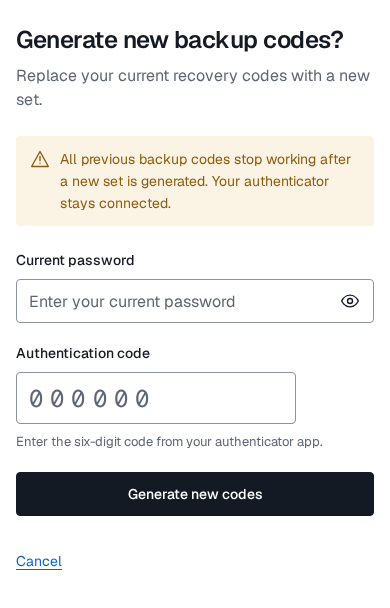 Generate new backup codes?
Replace your current recovery codes with a new
set.
All previous backup codes stop working after
a new set is generated. Your authenticator
stays connected.
Current password
Enter your current password
Authentication code
000000
Enter the six-digit code from your authenticator app.
Generate new codes
Cancel